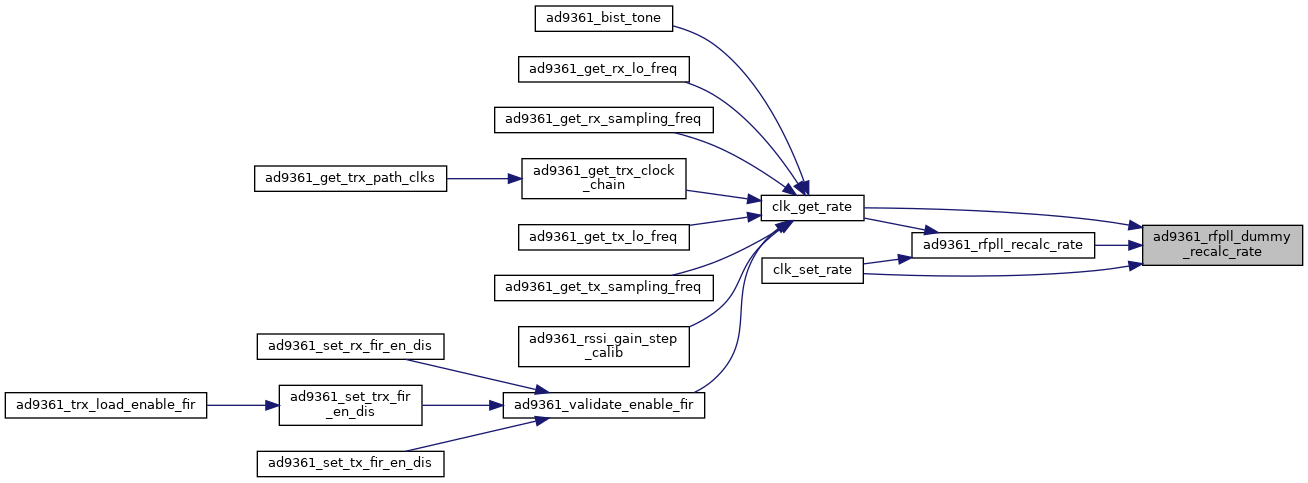 ad9361_bist_tone
ad9361_get_rx_lo_freq
ad9361_get_rx_sampling_freq
ad9361_get_trx_path_clks
ad9361_get_trx_clock
_chain
clk_get_rate
ad9361_get_tx_lo_freq
ad9361_rfpll_recalc_rate
ad9361_rfpll_dummy
_recalc_rate
clk_set_rate
ad9361_get_tx_sampling_freq
ad9361_rssi_gain_step
_calib
ad9361_set_rx_fir_en_dis
ad9361_trx_load_enable_fir
ad9361_set_trx_fir
_en_dis
ad9361_validate_enable_fir
ad9361_set_tx_fir_en_dis